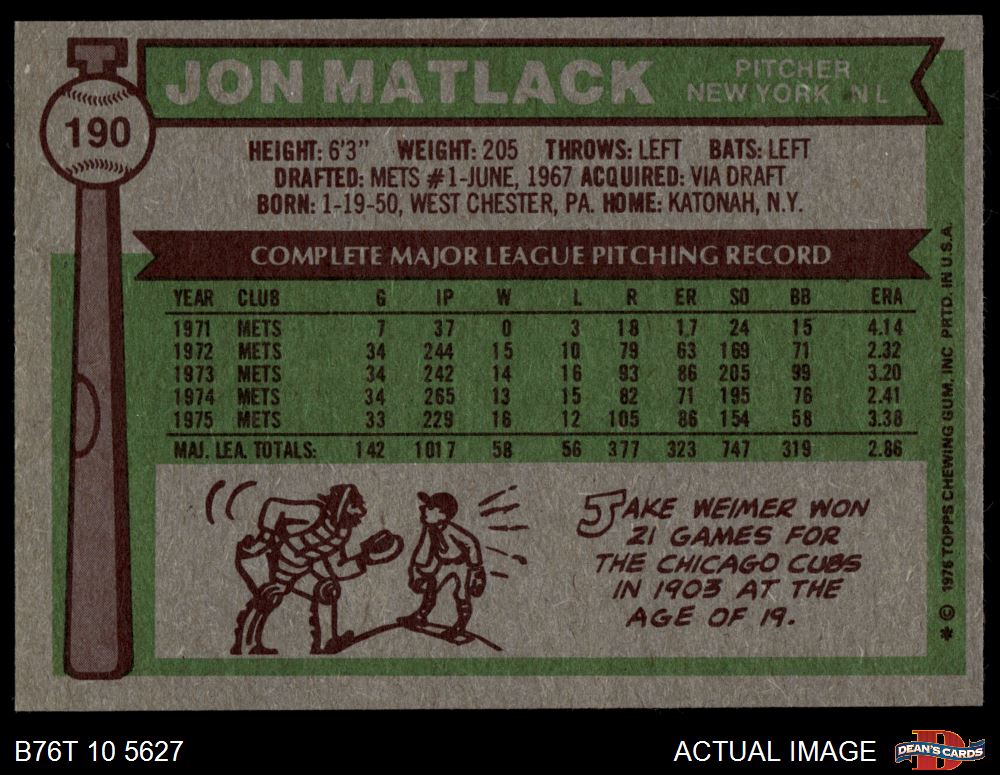 190
JON MATLACK
PITCHER
NEW YORK NL
HEIGHT: 6'3" WEIGHT: 205 THROWS: LEFT BATS: LEFT
DRAFTED: METS #1-JUNE, 1967 ACQUIRED: VIA DRAFT
BORN: 1-19-50, WEST CHESTER, PA. HOME: KATONAH, N.Y.
COMPLETE MAJOR LEAGUE PITCHING RECORD
YEAR CLUB G IP W L R ER SO BB ERA
1971 METS 7 37 0 3 18 17 24 15 4.14
1972 METS 34 244 15 10 79 63 169 71 2.32
1973 METS 34 242 14 16 93 86 205 99 3.20
1974 METS 34 265 13 15 82 71 195 76 2.41
1975 METS 33 229 16 12 105 86 154 58 3.38
MAJ. LEA. TOTALS: 142 1017 58 56 377 323 747 319 2.86
JAKE WEIMER WON
21 GAMES FOR
THE CHICAGO CUBS
IN 1903 AT THE
AGE OF 19.
* © 1976 TOPPS CHEWING GUM, INC PRTD. IN U.S.A.
B76T 10 5627
ACTUAL IMAGE
D
DEAN'S CARDS